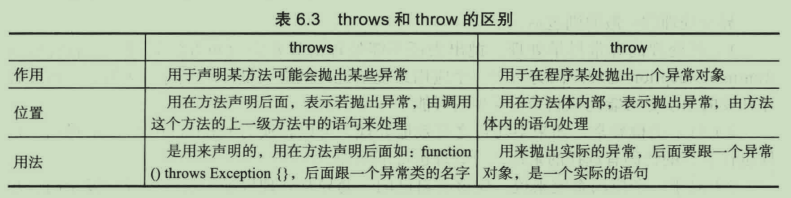 表 6.3 throws 和 throw 的区别
throws throw
作用 用于声明某方法可能会抛出某些异常 用于在程序某处抛出一个异常对象
位置 用在方法声明后面，表示若抛出异常，由调用 用在方法体内部，表示抛出异常，由方法
这个方法的上一级方法中的语句来处理 体内的语句处理
用法 是用来声明的，用在方法声明后面如：function 用来抛出实际的异常，后面要跟一个异常
() throws Exception {}，后面跟一个异常类的名字 对象，是一个实际的语句